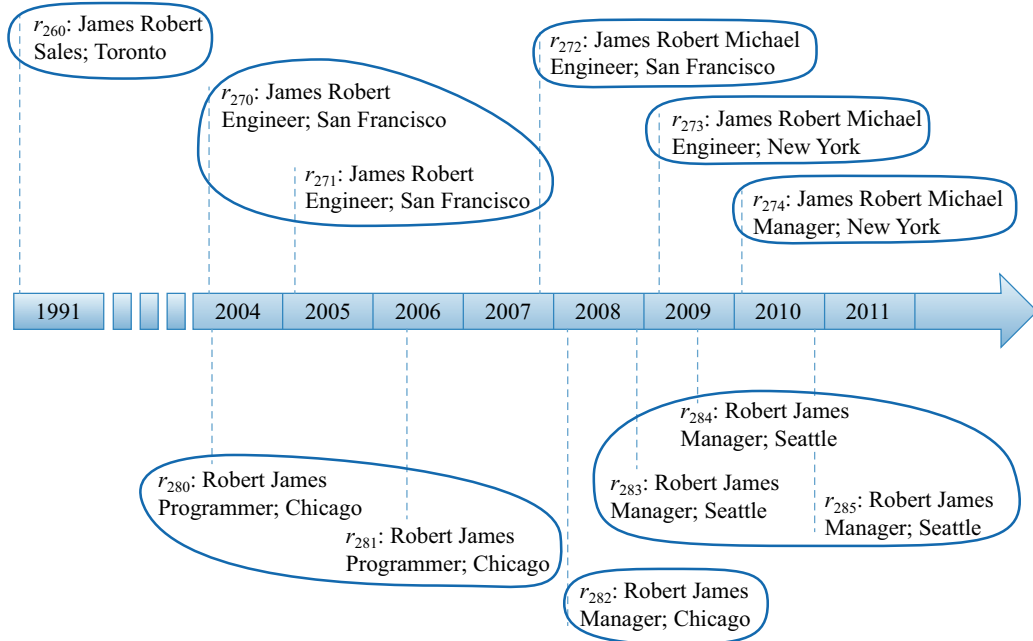 r260: James Robert
Sales; Toronto
r270: James Robert
Engineer; San Francisco
r271: James Robert
Engineer; San Francisco
r272: James Robert Michael
Engineer; San Francisco
r273: James Robert Michael
Engineer; New York
r274: James Robert Michael
Manager; New York
1991 2004 2005 2006 2007 2008 2009 2010 2011
r280: Robert James
Programmer; Chicago
r281: Robert James
Programmer; Chicago
r282: Robert James
Manager; Chicago
r284: Robert James
Manager; Seattle
r283: Robert James
Manager; Seattle
r285: Robert James
Manager; Seattle